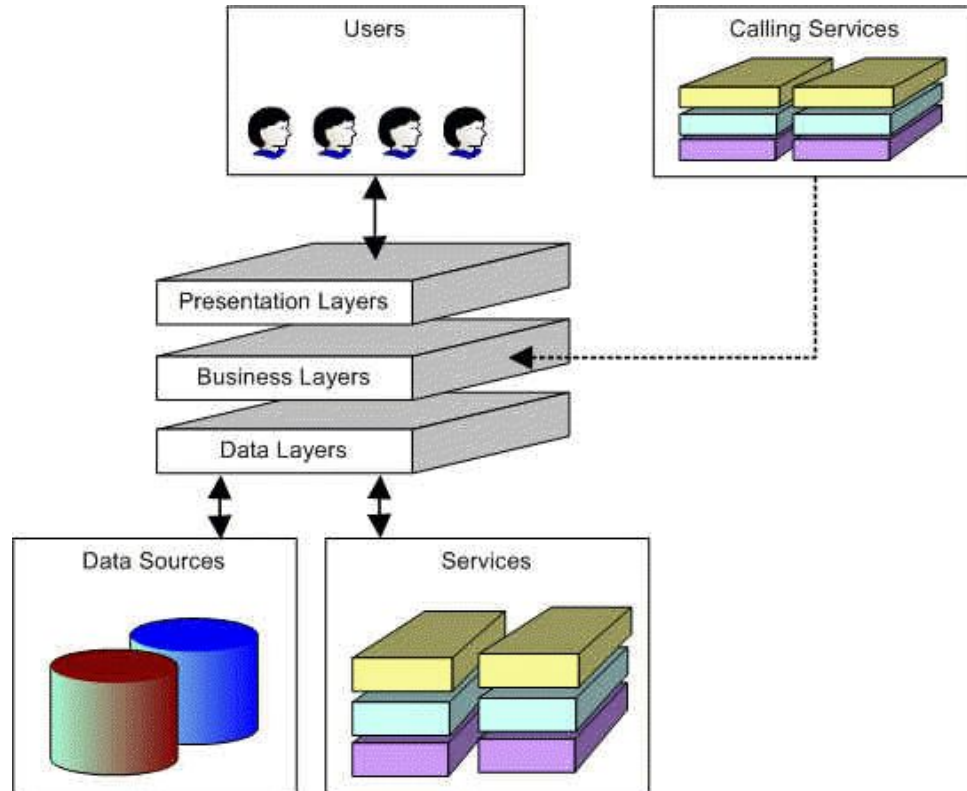 Users
Calling Services
Presentation Layers
Business Layers
Data Layers
Data Sources
Services